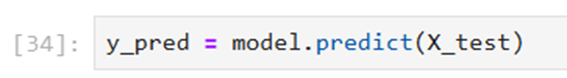 [34]: y_pred = model.predict(X_test)